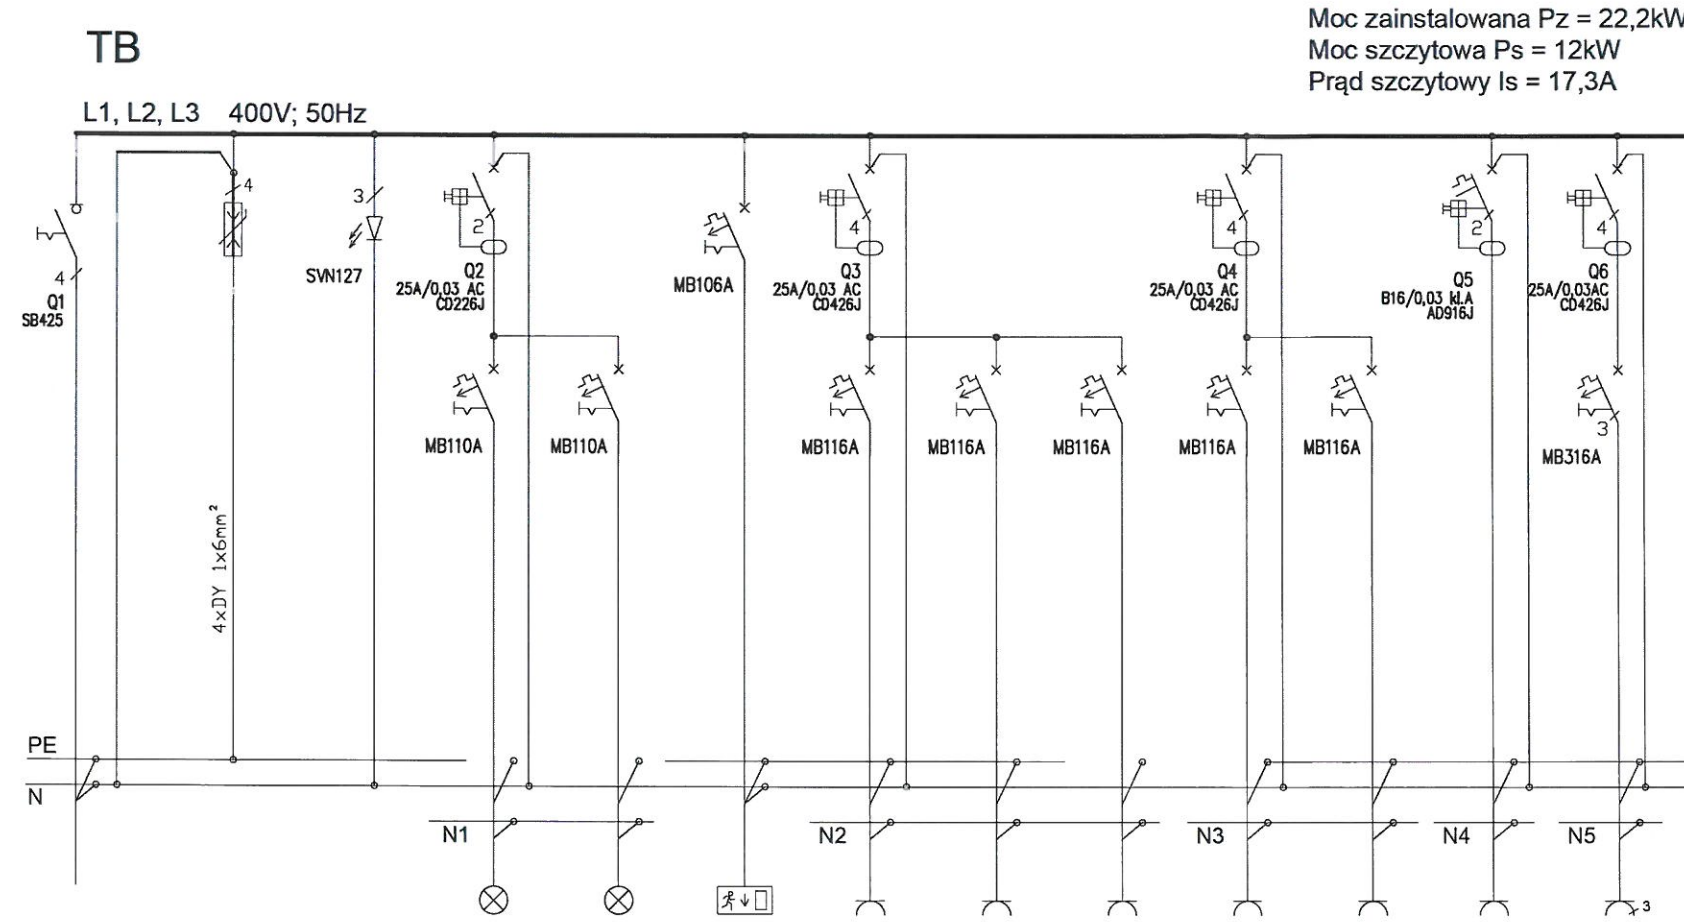 Moc zainstalowana Pz = 22,2kW
Moc szczytowa Ps = 12kW
Prąd szczytowy Is = 17,3A
TB
L1, L2, L3 400V; 50Hz
4
3
2
4
4
2
4
4
Q1
SB425
SVN127
Q2
25A/0,03 AC
CD226J
MB106A
Q3
25A/0,03 AC
CD426J
Q4
25A/0,03 AC
CD426J
Q5
B16/0,03 kl.A
AD916J
Q6
25A/0,03AC
CD426J
MB110A
MB110A
MB116A
MB116A
MB116A
MB116A
MB116A
3
MB316A
4xDY 1x6mm²
PE
N
N1
N2
N3
N4
N5
3